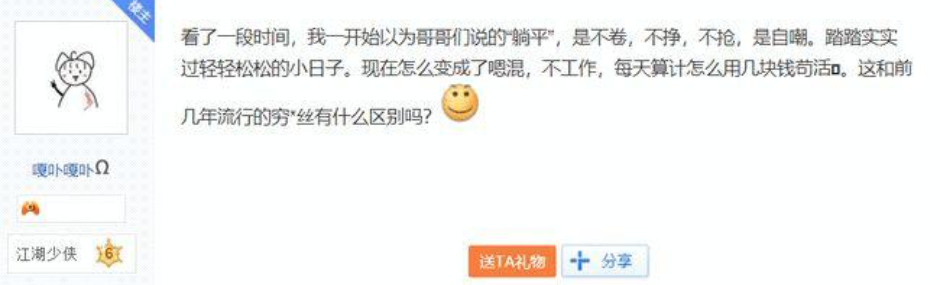 楼主
看了一段时间，我一开始以为哥哥们说的“躺平”，是不卷，不挣，不抢，是自嘲。踏踏实实
过轻轻松松的小日子。现在怎么变成了嗯混，不工作，每天算计怎么用几块钱苟活。这和前
几年流行的穷*丝有什么区别吗？
嘎卟嘎卟Ω
江湖少侠 6
送TA礼物 分享